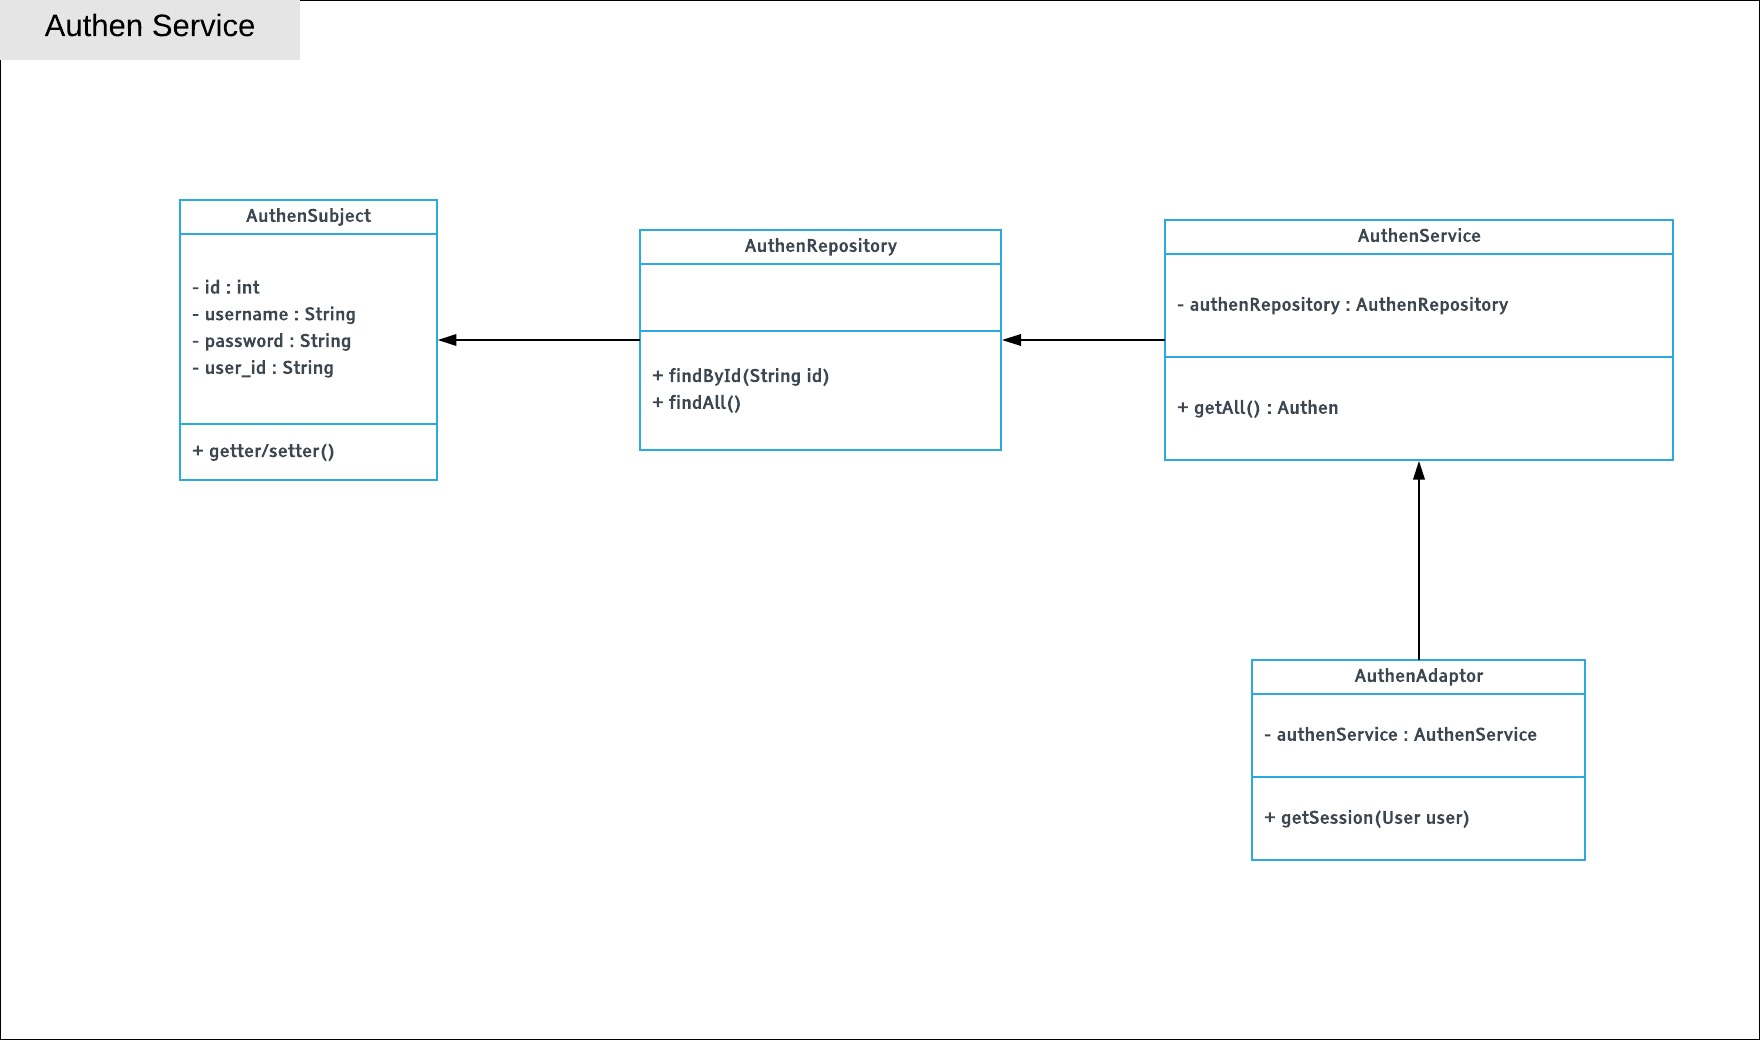 Authen Service
AuthenSubject
- id : int
- username : String
- password : String
- user_id : String
+ getter/setter()
AuthenRepository
+ findById(String id)
+ findAll()
AuthenService
- authenRepository : AuthenRepository
+ getAll() : Authen
AuthenAdaptor
- authenService : AuthenService
+ getSession(User user)